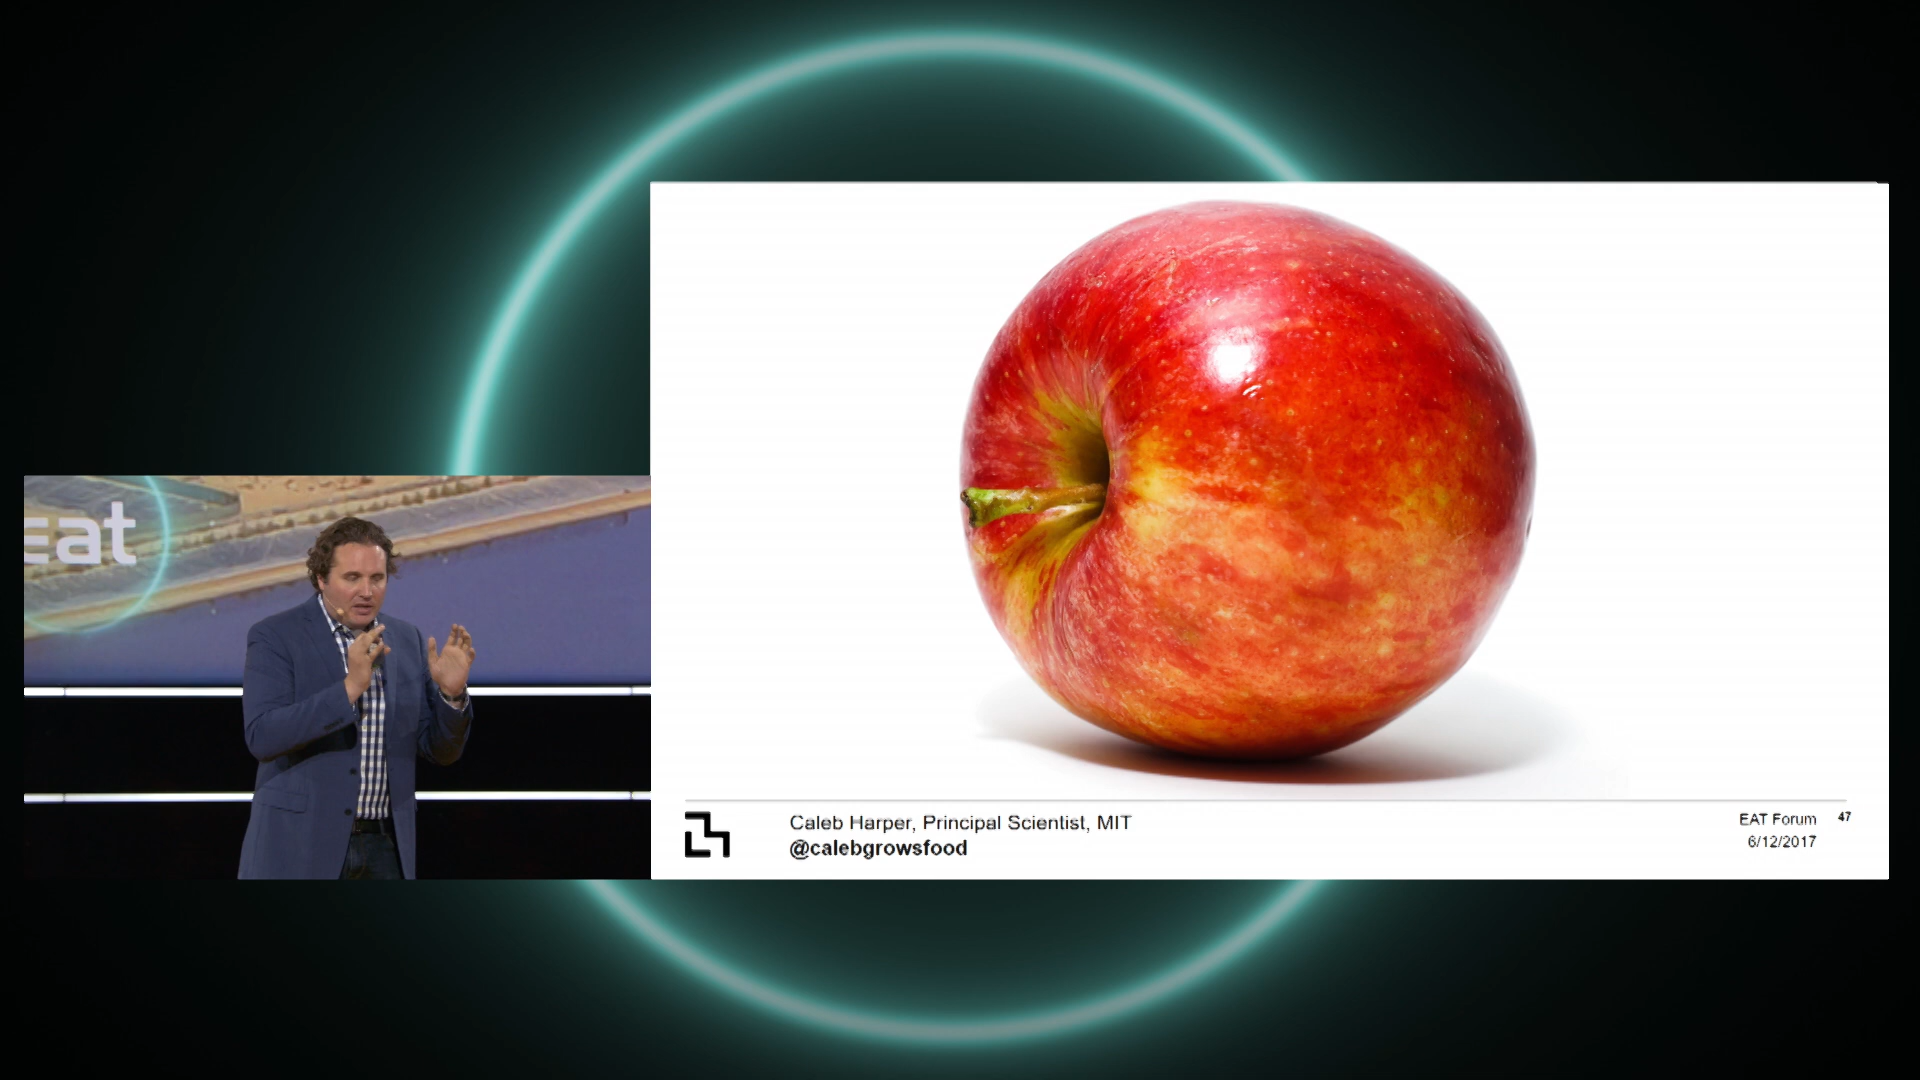 Eat
Caleb Harper, Principal Scientist, MIT
@calebgrowsfood
EAT Forum 47
6/12/2017